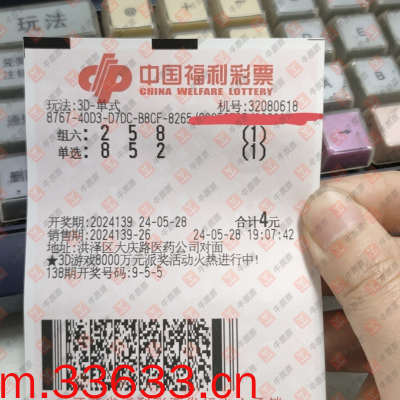 玩法
中国福利彩票
CHINA WELFARE LOTTERY
玩法:3D-单式 机号:32080618
8767-40D3-D7DC-B8CF-8265
组六: 2 5 8 (1)
单选: 8 5 2 (1)
开奖期:2024139 24-05-28 合计4元
销售期:2024139-26 24-05-28 19:07:42
地址:洪泽区大庆路医药公司对面
★3D游戏8000万元派奖活动火热进行中!
138期开奖号码:9-5-5
m.33633.cn